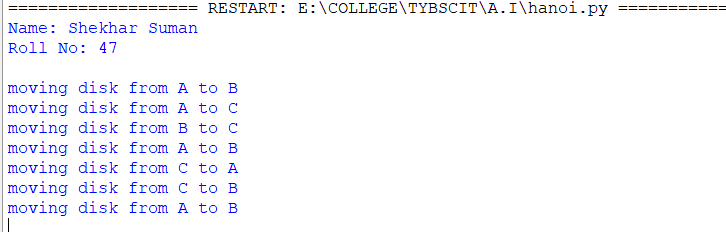 =================== RESTART: E:\COLLEGE\TYBSCIT\A.I\hanoi.py ===========
Name: Shekhar Suman
Roll No: 47
moving disk from A to B
moving disk from A to C
moving disk from B to C
moving disk from A to B
moving disk from C to A
moving disk from C to B
moving disk from A to B